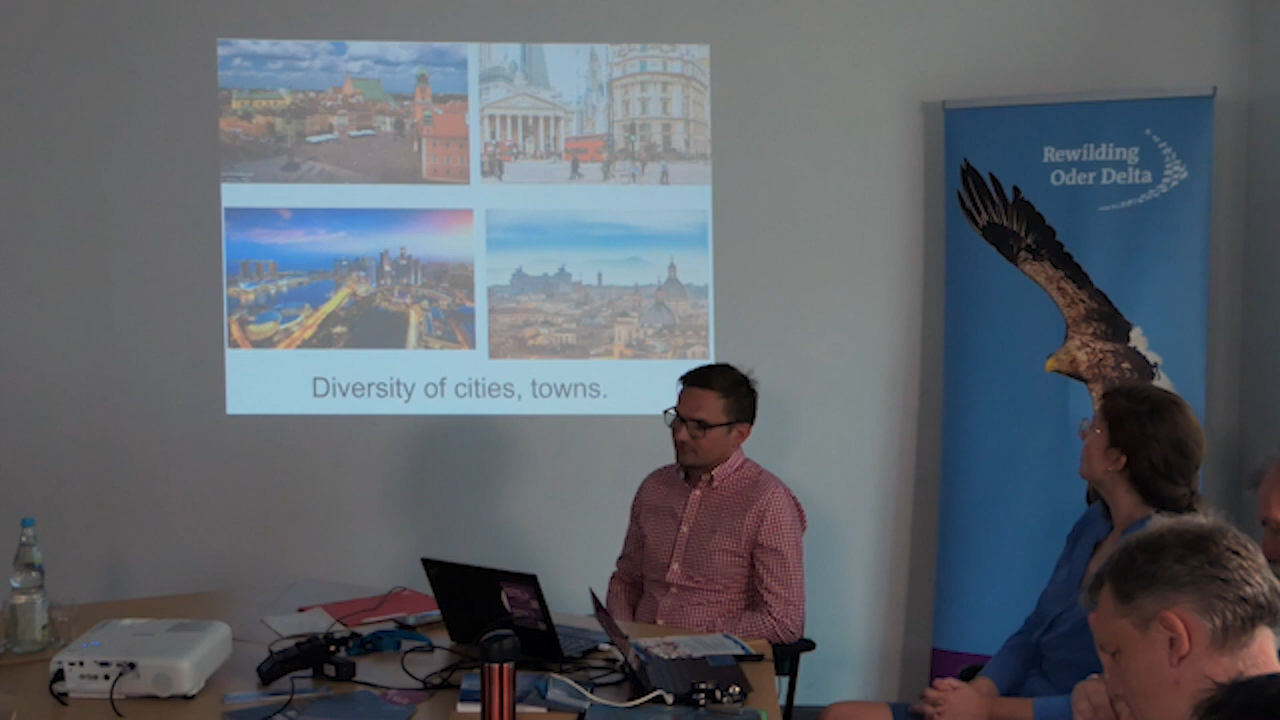 Rewilding
Oder Delta
Diversity of cities, towns.